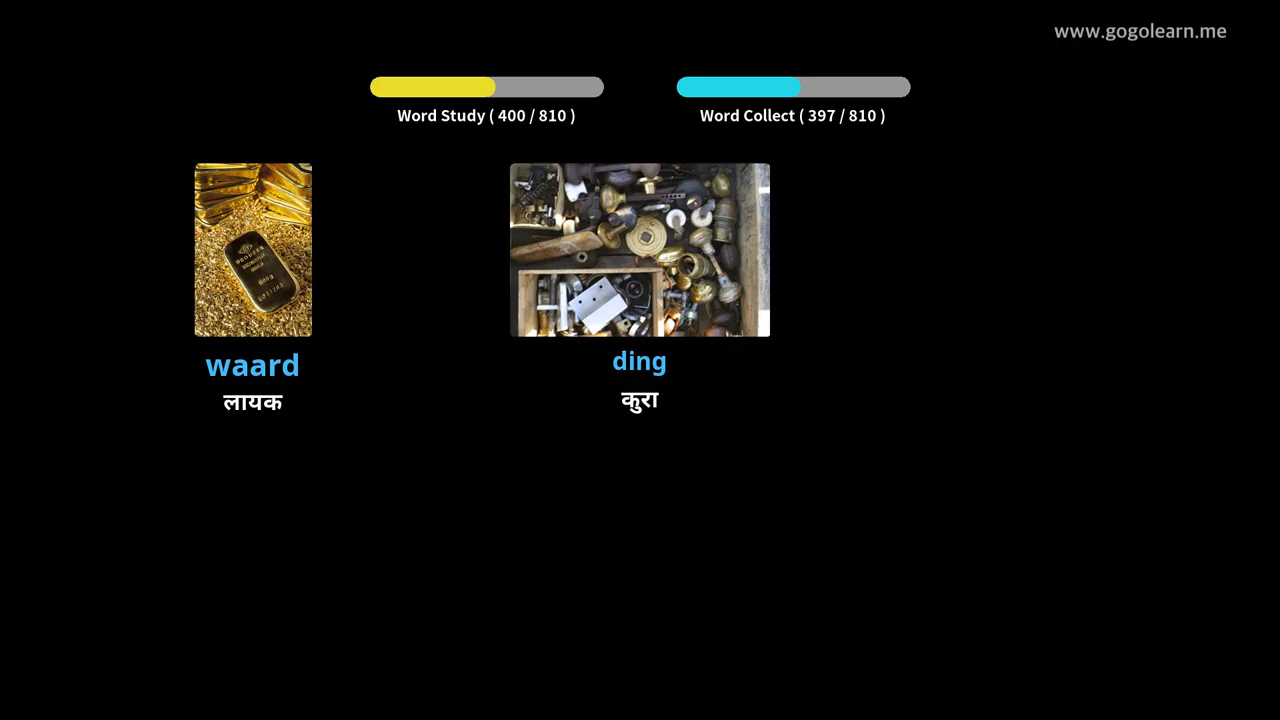 www.gogolearn.me
Word Study ( 400 / 810 )
Word Collect ( 397 / 810 )
waard
लायक
ding
कुरा